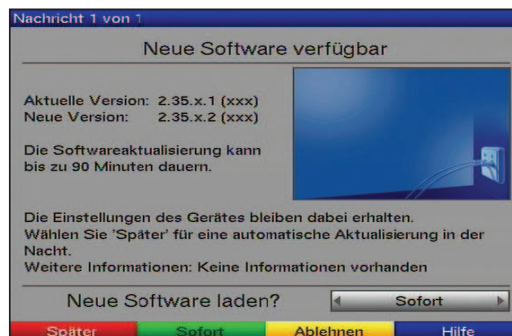 Nachricht 1 von 1
Neue Software verfügbar
Aktuelle Version: 2.35.x.1 (xxx)
Neue Version: 2.35.x.2 (xxx)
Die Softwareaktualisierung kann
bis zu 90 Minuten dauern.
Die Einstellungen des Gerätes bleiben dabei erhalten.
Wählen Sie 'Später' für eine automatische Aktualisierung in der
Nacht.
Weitere Informationen: Keine Informationen vorhanden
Neue Software laden? Sofort
Später Sofort Ablehnen Hilfe